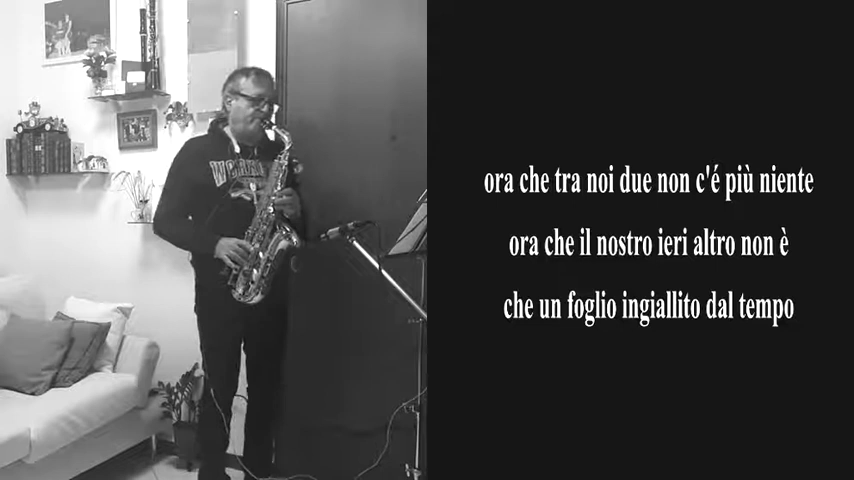 WORK
ora che tra noi due non c'é più niente
ora che il nostro ieri altro non è
che un foglio ingiallito dal tempo